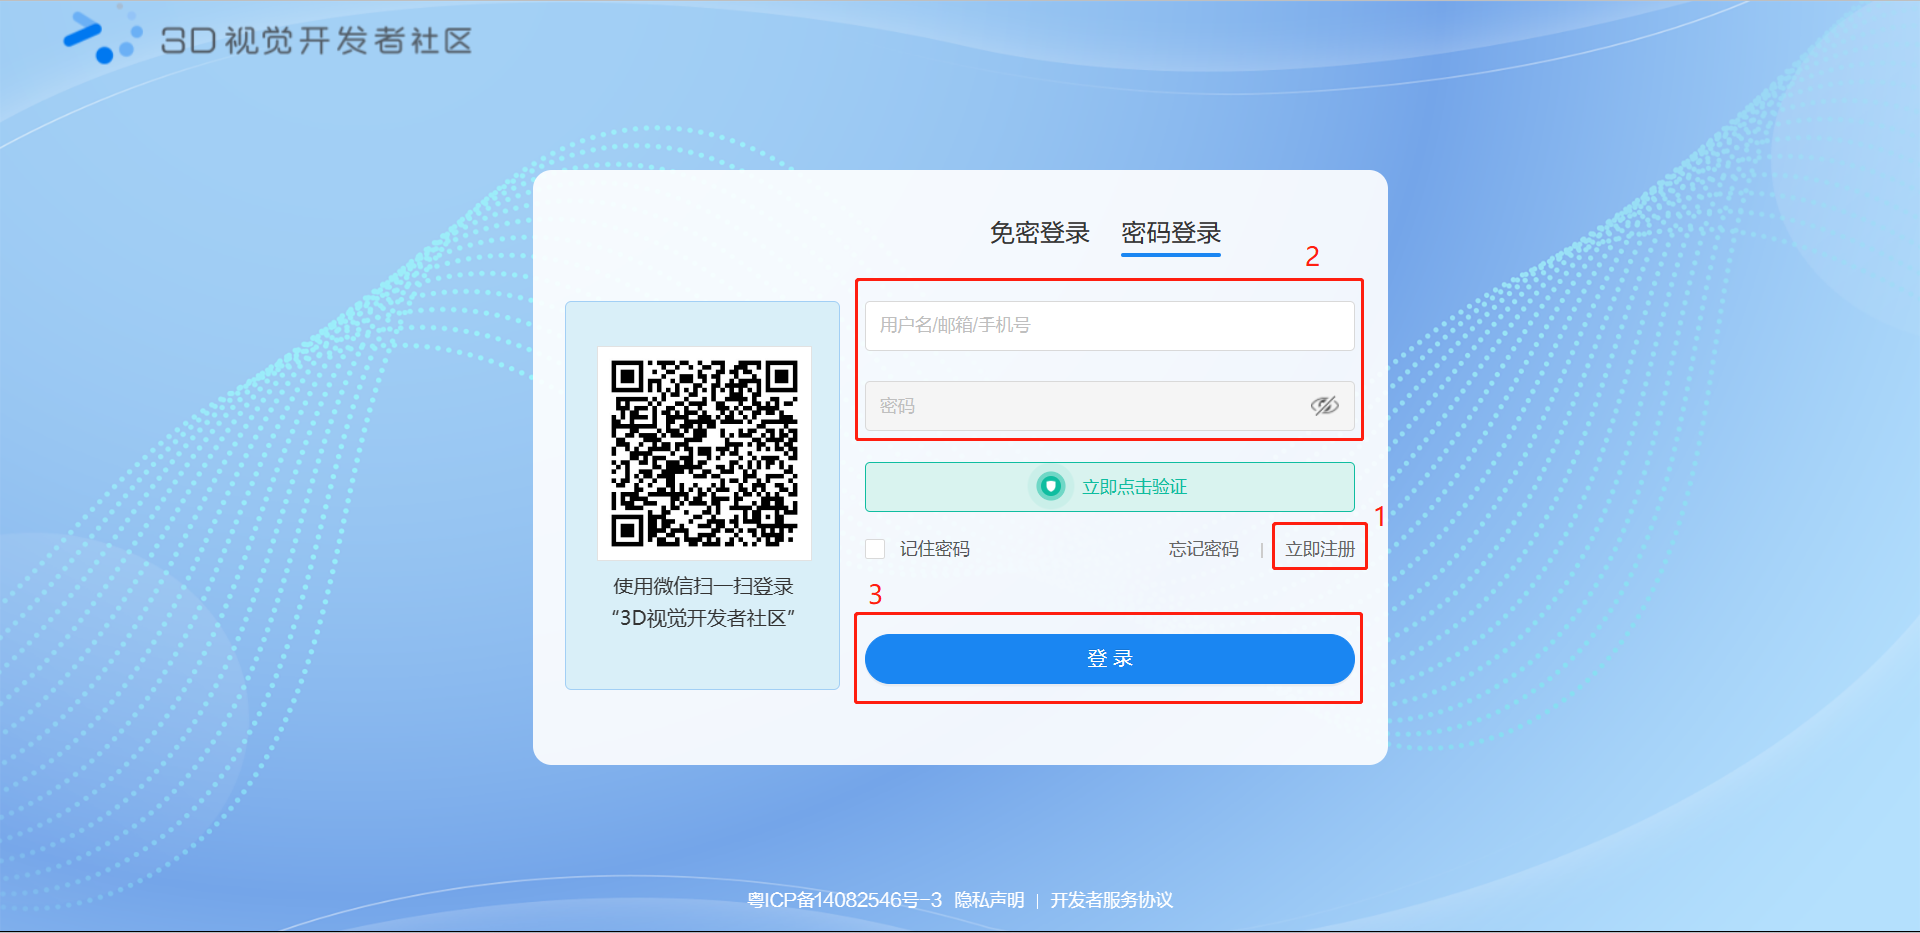 3D视觉开发者社区
免密登录 密码登录
2
用户名/邮箱/手机号
密码
立即点击验证
1
记住密码 忘记密码 | 立即注册
3
登 录
使用微信扫一扫登录
“3D视觉开发者社区”
粤ICP备14082546号-3 隐私声明 | 开发者服务协议